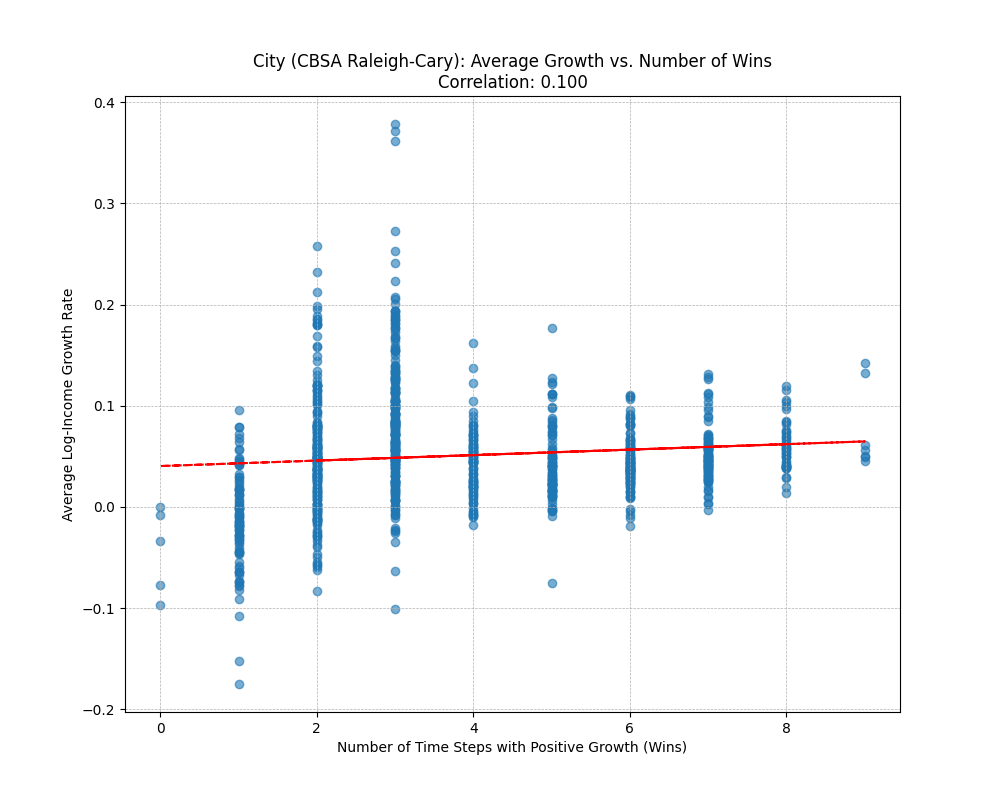 City (CBSA Raleigh-Cary): Average Growth vs. Number of Wins
Correlation: 0.100
Average Log-Income Growth Rate
0.4
0.3
0.2
0.1
0.0
−0.1
−0.2
0 2 4 6 8
Number of Time Steps with Positive Growth (Wins)